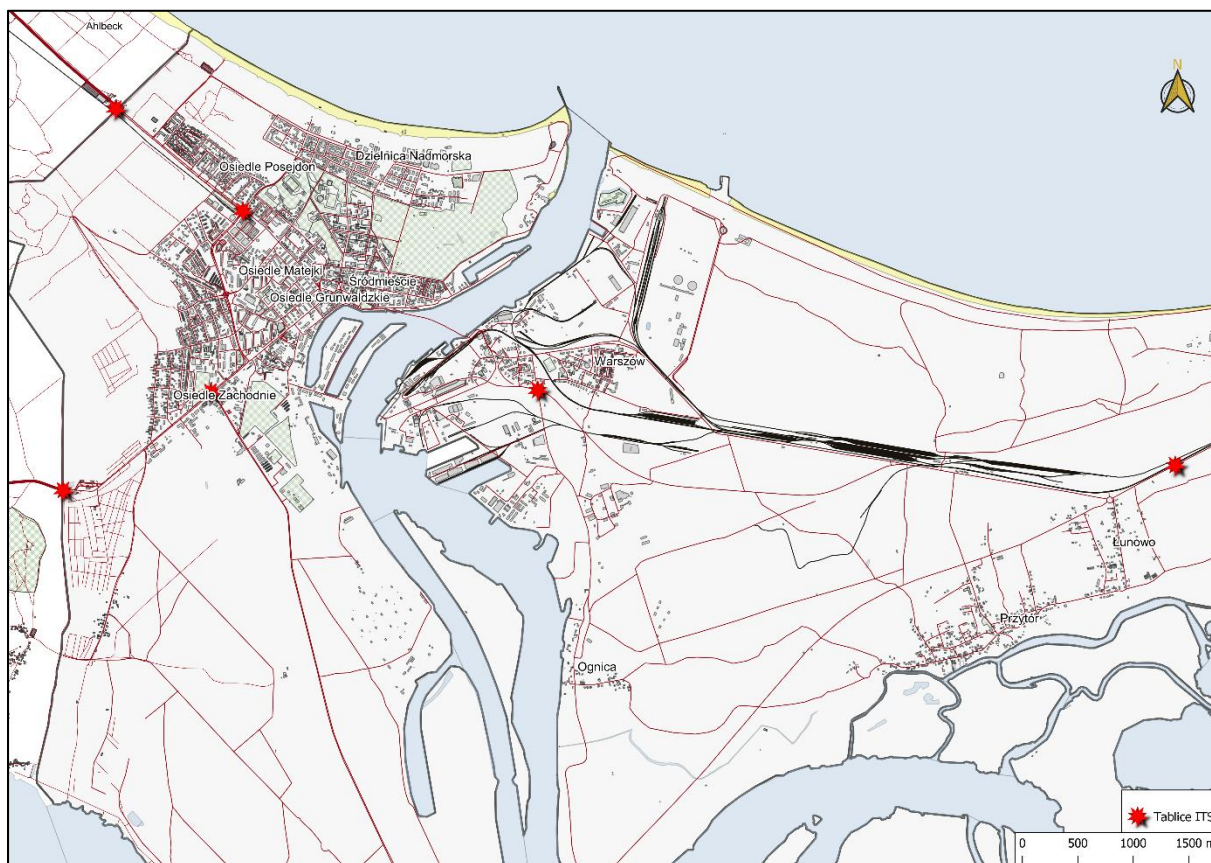 Ahlbeck
N
Dzielnica Nadmorska
Osiedle Posejdon
Osiedle Matejki
Śródmieście
Osiedle Grunwaldzkie
Warszów
Osiedle Zachodnie
Łunowo
Przytór
Ognica
Tablice ITS
0 500 1000 1500 m